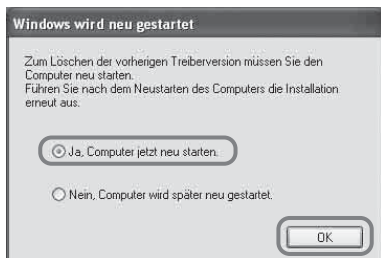 Windows wird neu gestartet
Zum Löschen der vorherigen Treiberversion müssen Sie den
Computer neu starten.
Führen Sie nach dem Neustarten des Computers die Installation
erneut aus.
Ja, Computer jetzt neu starten.
Nein, Computer wird später neu gestartet.
OK